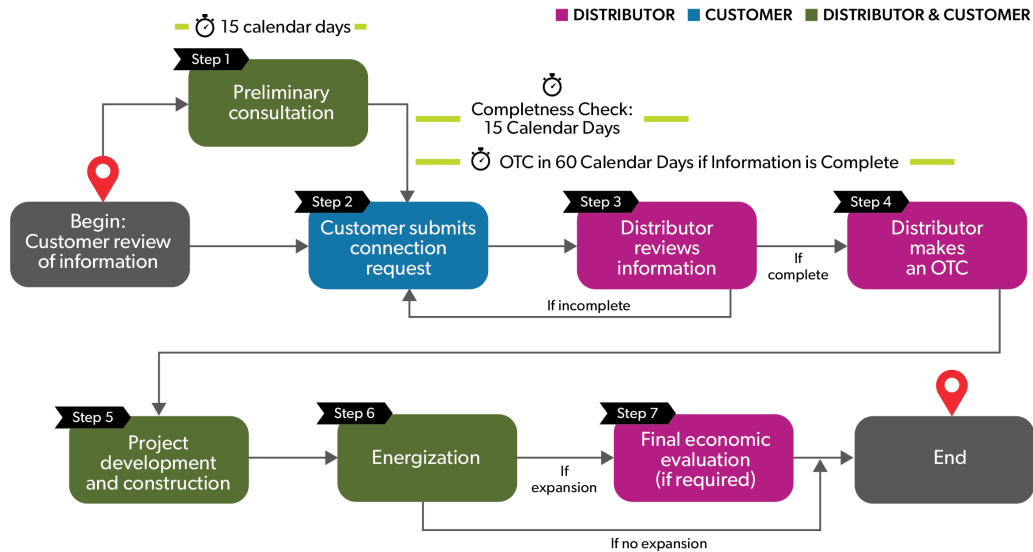 15 calendar days
DISTRIBUTOR
CUSTOMER
DISTRIBUTOR & CUSTOMER
Step 1
Preliminary
consultation
Completness Check:
15 Calendar Days
OTC in 60 Calendar Days if Information is Complete
Begin:
Customer review
of information
Step 2
Customer submits
connection
request
Step 3
Distributor
reviews
information
If
complete
Step 4
Distributor
makes
an OTC
If incomplete
Step 5
Project
development
and construction
Step 6
Energization
If
expansion
Step 7
Final economic
evaluation
(if required)
End
If no expansion